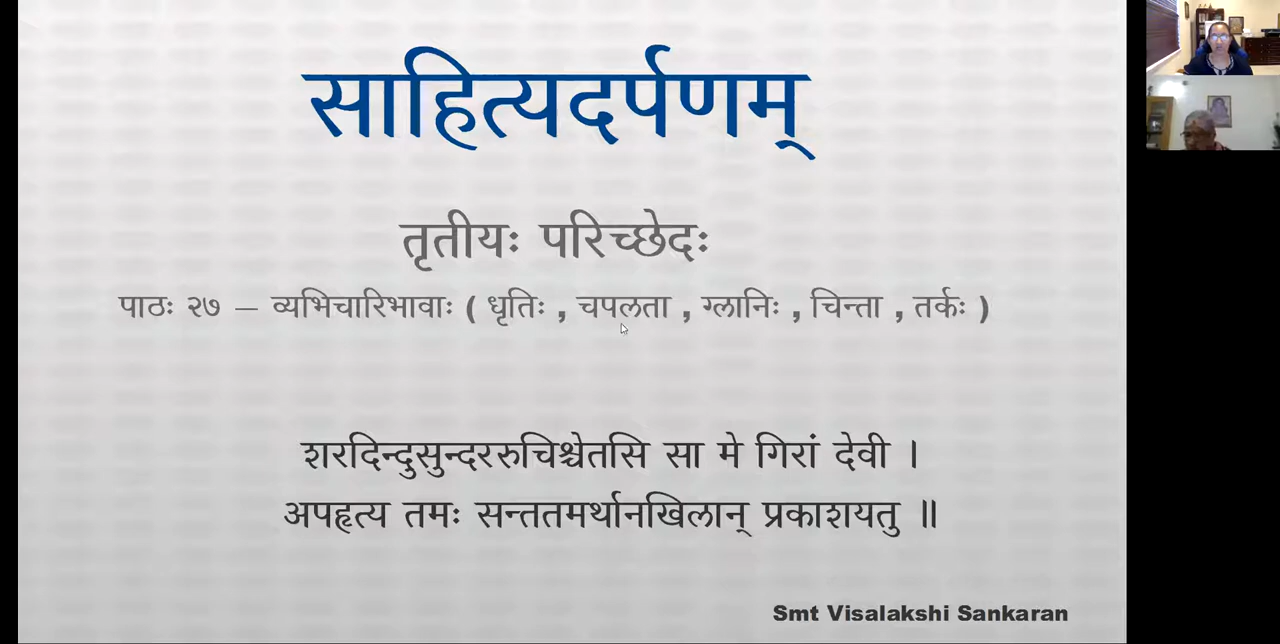 साहित्यदर्पणम्
तृतीयः परिच्छेदः
पाठः २७ – व्यभिचारिभावाः ( धृतिः , चपलता , ग्लानिः , चिन्ता , तर्कः )
शरदिन्दुसुन्दररुचिश्चेतसि सा मे गिरां देवी ।
अपहृत्य तमः सन्ततमर्थानखिलान् प्रकाशयतु ॥
Smt Visalakshi Sankaran